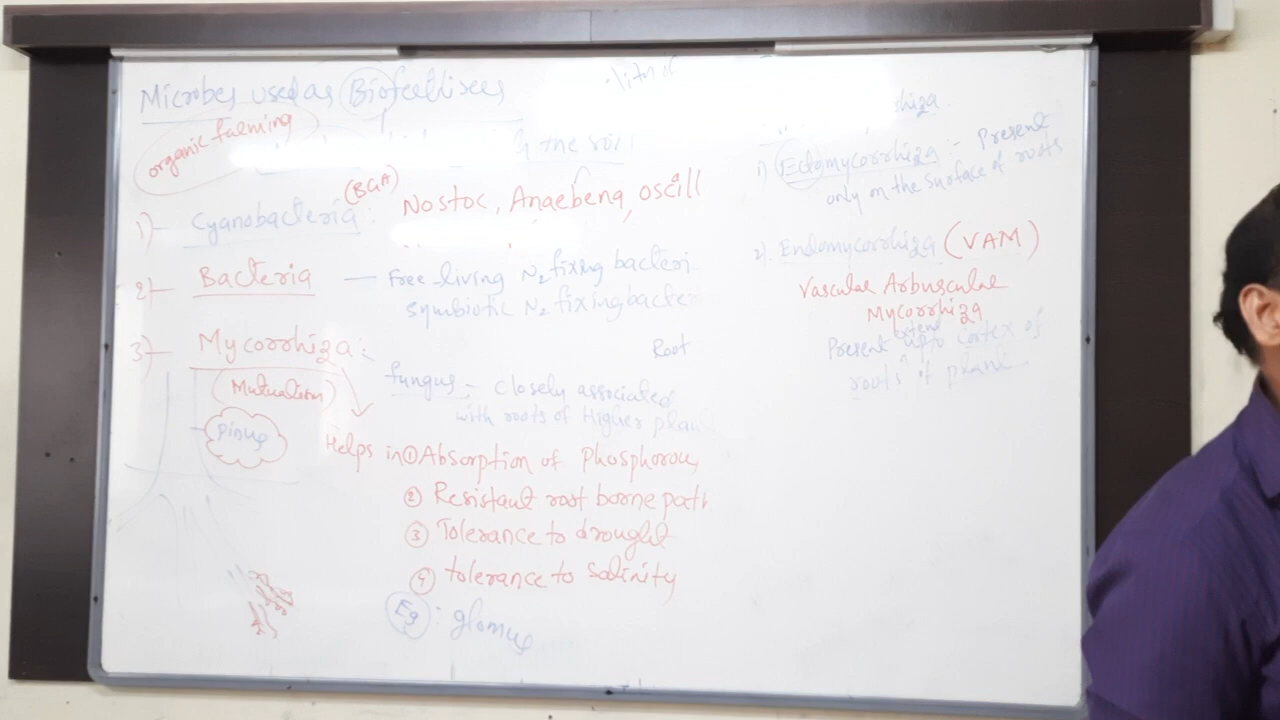 Microbes used as Biofertilisers
organic farming
the soil
(BGA)
1) Cyanobacteria: Nostoc, Anaebena, oscill
2) Bacteria — Free living N2 fixing bacteri
symbiotic N2 fixing bacter
3) Mycorrhiza:
Root
Mutualism
fungus - closely associated
with roots of Higher plan
Pinus
Helps in ① Absorption of Phosphorou,
② Resistant root borne path
③ Tolerance to drought
④ tolerance to Salinity
Eg : glomus
hiza.
1) Ectomycorrhiza :- Present
only on the surface of roots
2) Endomycorrhiza (VAM)
Vascular Arbuscular
Mycorrhiza
extend
Present upto cortex of
roots of plant